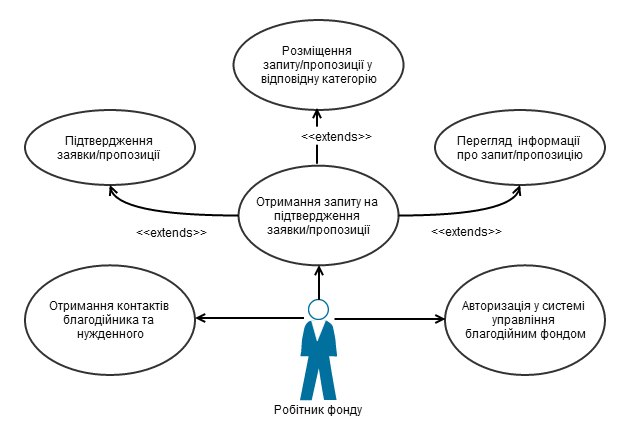 Розміщення
запиту/пропозиції у
відповідну категорію
<<extends>>
Підтвердження
заявки/пропозиції
Перегляд інформації
про запит/пропозицію
Отримання запиту на
підтвердження
заявки/пропозиції
<<extends>>
<<extends>>
Отримання контактів
благодійника та
нужденного
Авторизація у системі
управління
благодійним фондом
Робітник фонду